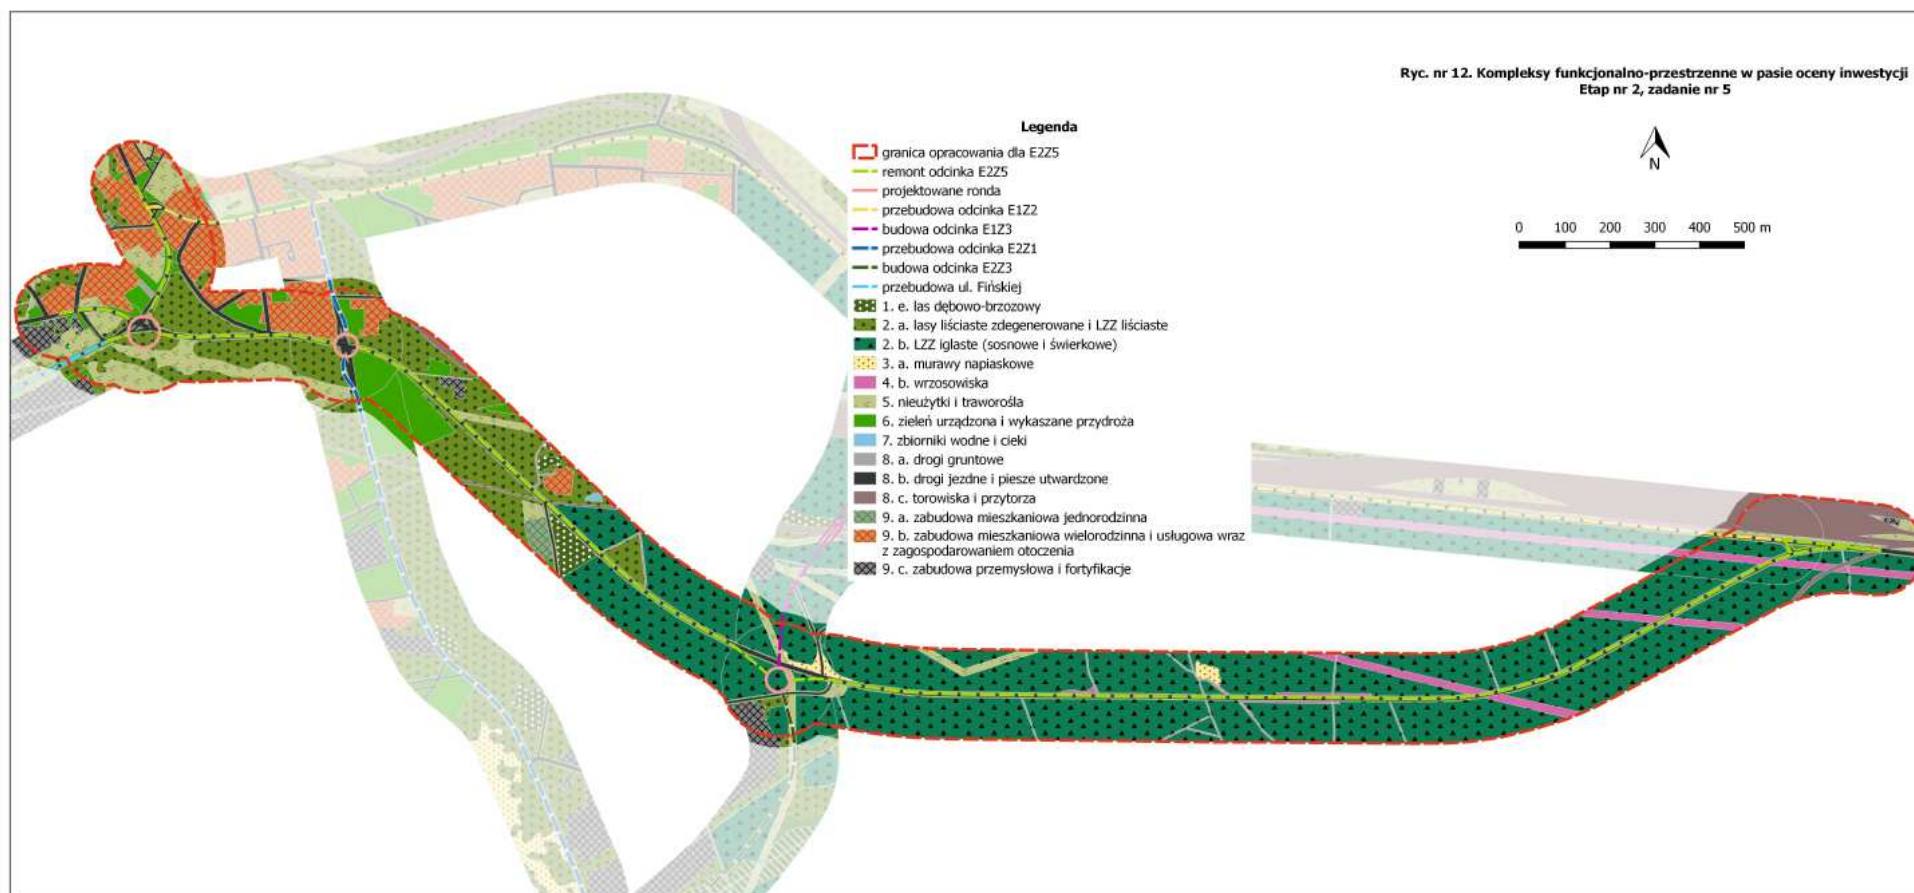 Ryc. nr 12. Kompleksy funkcjonalno-przestrzenne w pasie oceny inwestycji
Etap nr 2, zadanie nr 5
N
0 100 200 300 400 500 m
Legenda
granica opracowania dla E2Z5
remont odcinka E2Z5
projektowane ronda
przebudowa odcinka E1Z2
budowa odcinka E1Z3
przebudowa odcinka E2Z1
budowa odcinka E2Z3
przebudowa ul. Fińskiej
1. e. las dębowo-brzozowy
2. a. lasy liściaste zdegenerowane i LZZ liściaste
2. b. LZZ iglaste (sosnowe i świerkowe)
3. a. murawy napiaskowe
4. b. wrzosowiska
5. nieużytki i traworośla
6. zieleń urządzona i wykaszane przydroża
7. zbiorniki wodne i cieki
8. a. drogi gruntowe
8. b. drogi jezdne i piesze utwardzone
8. c. torowiska i przytorza
9. a. zabudowa mieszkaniowa jednorodzinna
9. b. zabudowa mieszkaniowa wielorodzinna i usługowa wraz
z zagospodarowaniem otoczenia
9. c. zabudowa przemysłowa i fortyfikacje